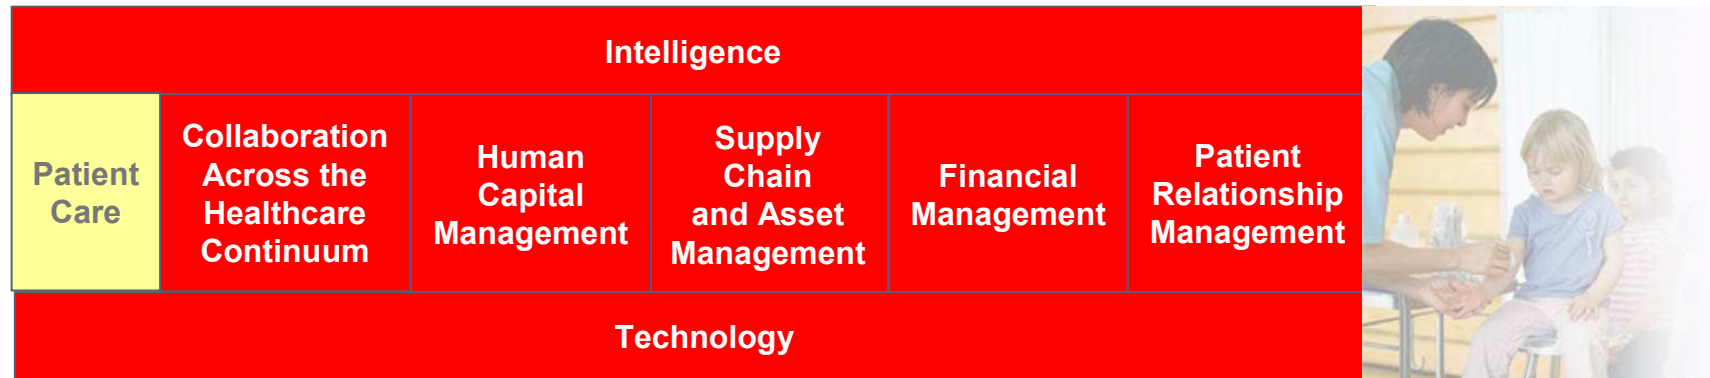 Intelligence
Patient
Care
Collaboration
Across the
Healthcare
Continuum
Human
Capital
Management
Supply
Chain
and Asset
Management
Financial
Management
Patient
Relationship
Management
Technology